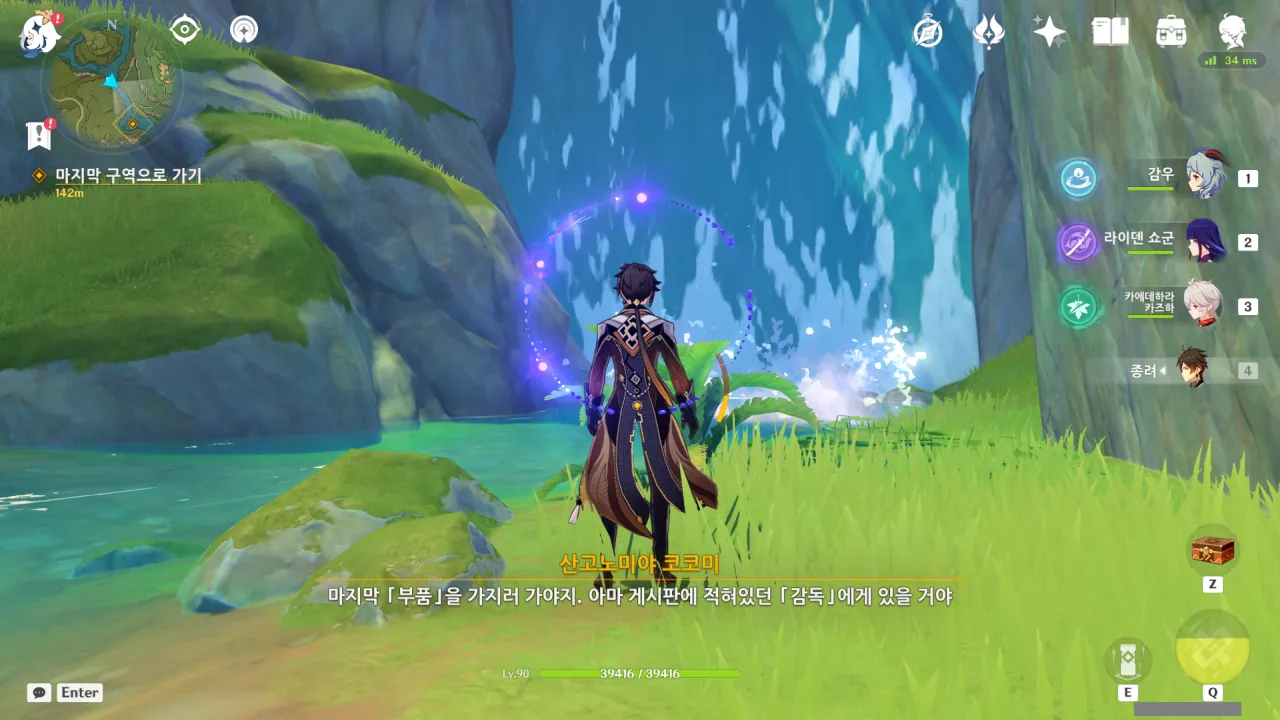 N
34 ms
마지막 구역으로 가기
142m
감우
1
라이덴 쇼군
2
카에데하라
카즈하
3
종려
4
산고노미야 코코미
마지막 「부품」을 가지러 가야지. 아마 게시판에 적혀있던 「감독」에게 있을 거야
Z
Lv.90
39416 / 39416
E
Q
Enter